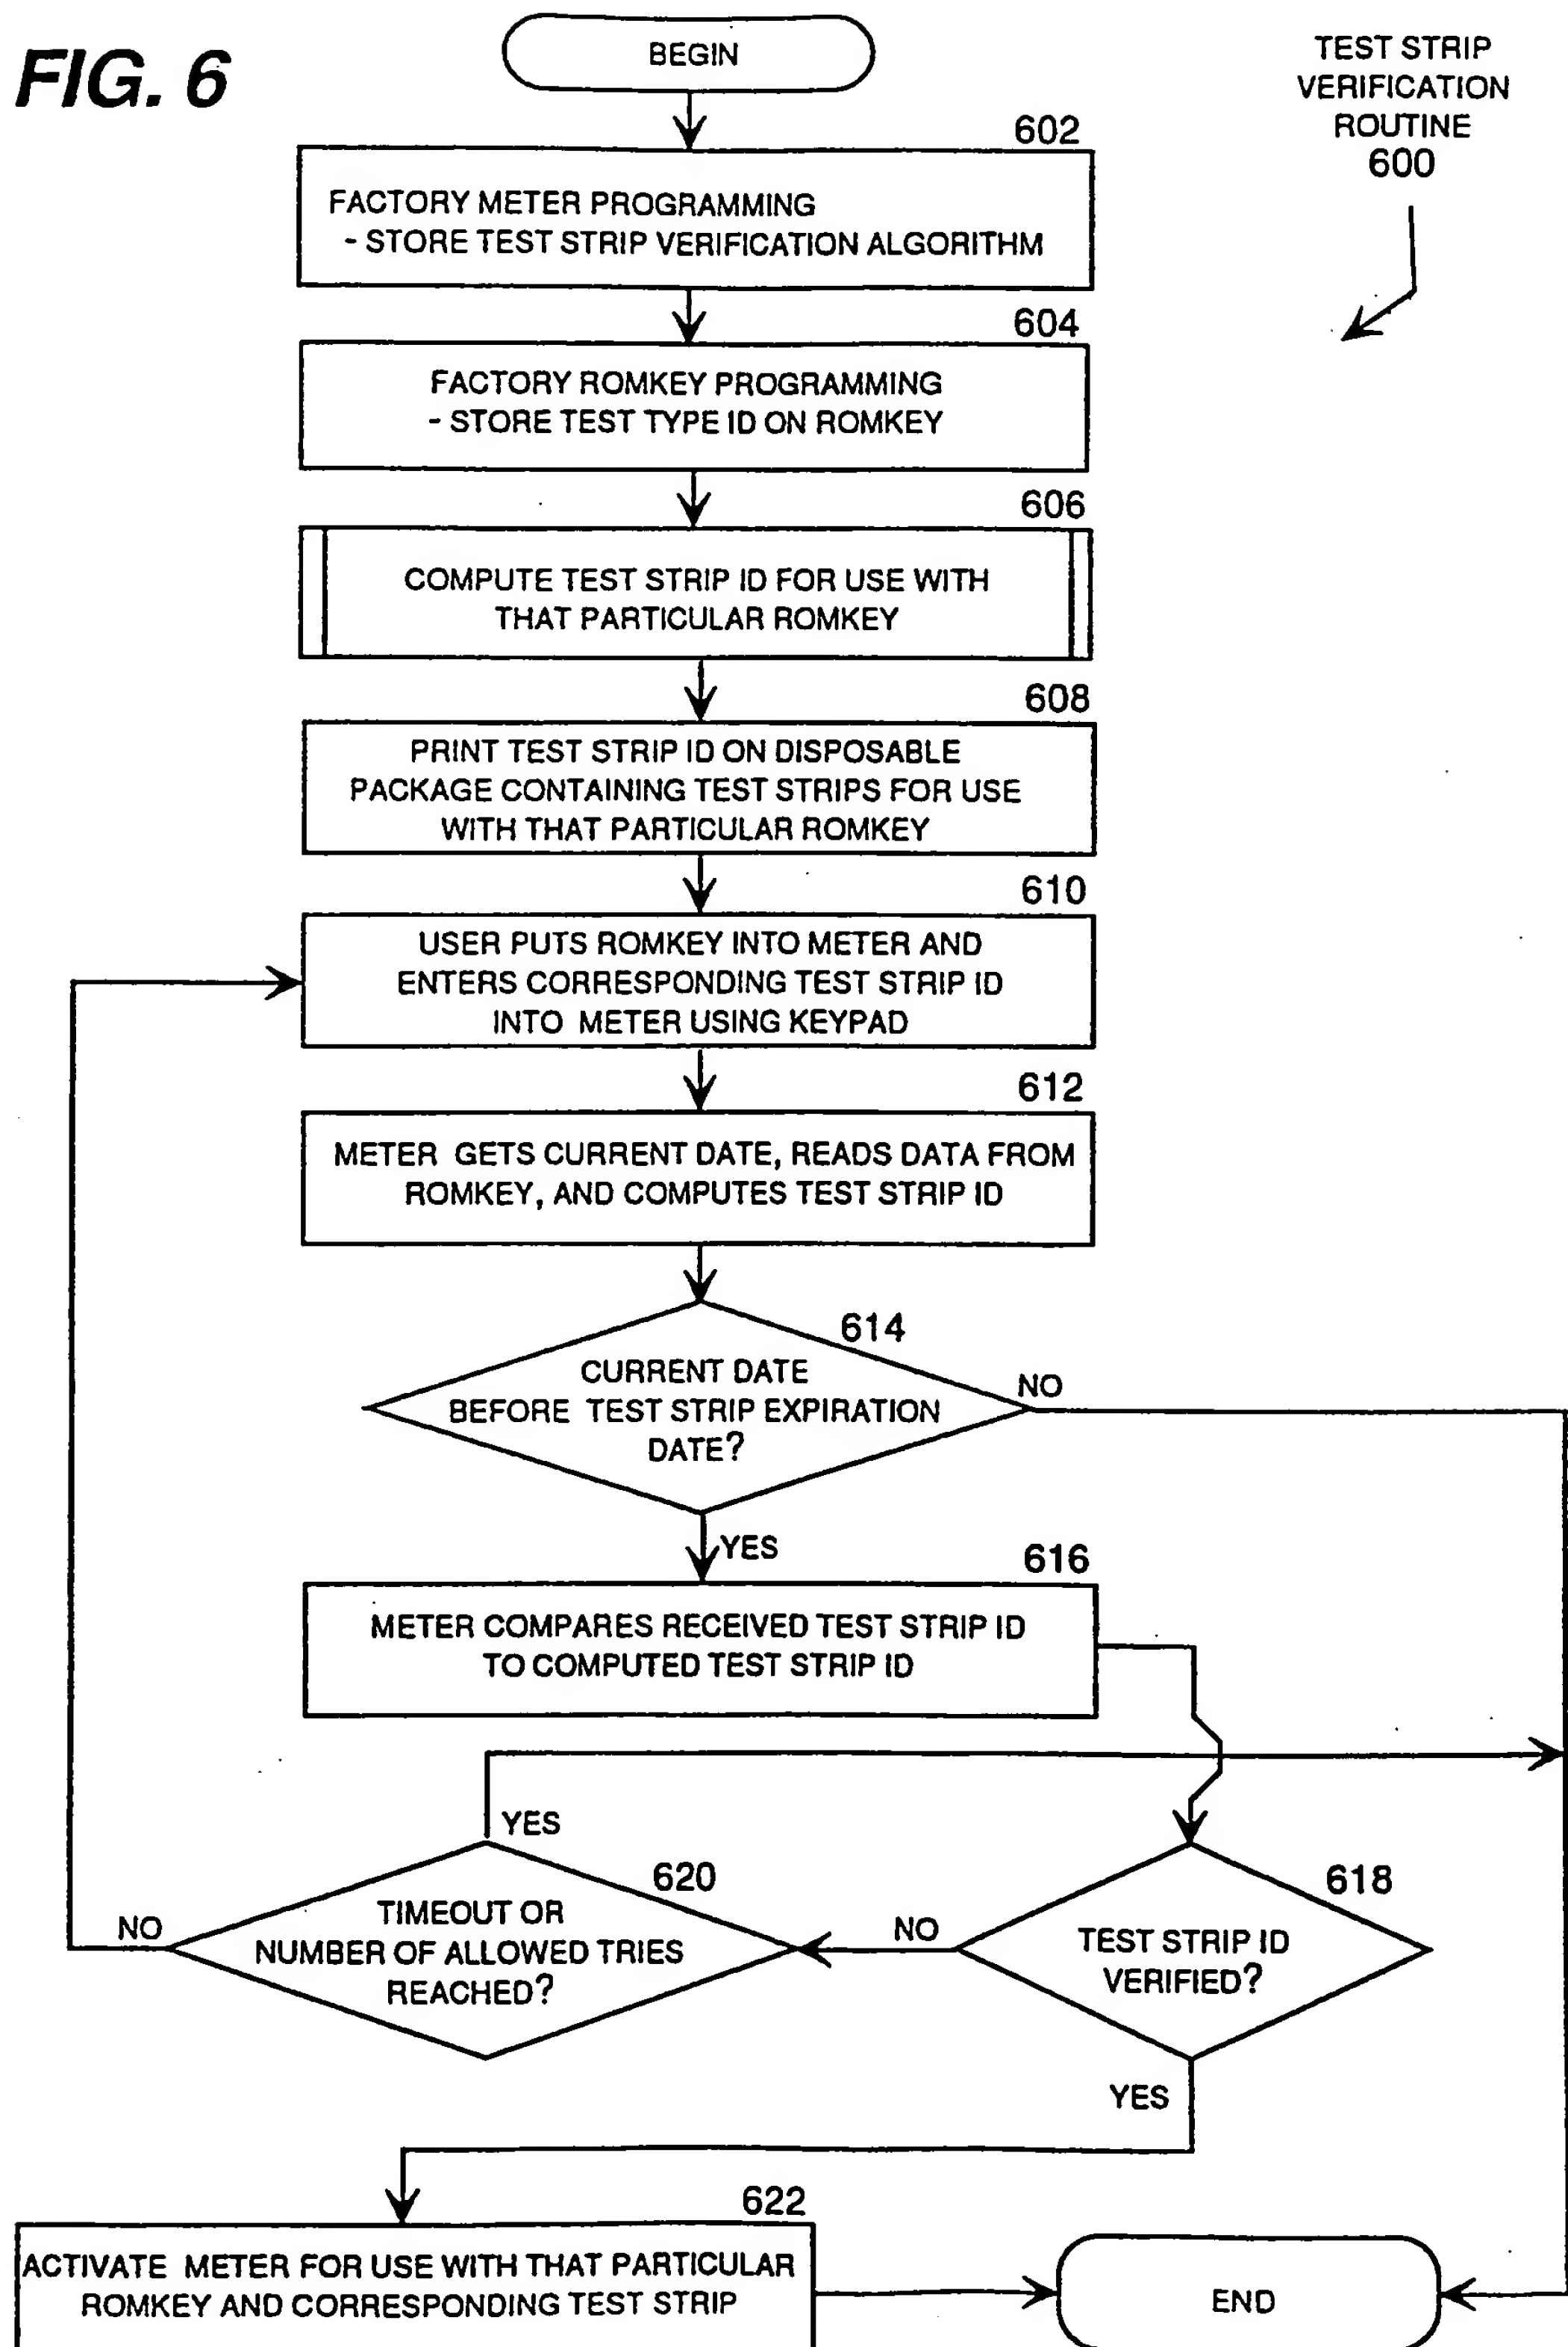 FIG. 6
BEGIN
TEST STRIP
VERIFICATION
ROUTINE
600
602
FACTORY METER PROGRAMMING
- STORE TEST STRIP VERIFICATION ALGORITHM
604
FACTORY ROMKEY PROGRAMMING
- STORE TEST TYPE ID ON ROMKEY
606
COMPUTE TEST STRIP ID FOR USE WITH
THAT PARTICULAR ROMKEY
608
PRINT TEST STRIP ID ON DISPOSABLE
PACKAGE CONTAINING TEST STRIPS FOR USE
WITH THAT PARTICULAR ROMKEY
610
USER PUTS ROMKEY INTO METER AND
ENTERS CORRESPONDING TEST STRIP ID
INTO METER USING KEYPAD
612
METER GETS CURRENT DATE, READS DATA FROM
ROMKEY, AND COMPUTES TEST STRIP ID
614
CURRENT DATE
BEFORE TEST STRIP EXPIRATION
DATE?
NO
YES
616
METER COMPARES RECEIVED TEST STRIP ID
TO COMPUTED TEST STRIP ID
YES
620
TIMEOUT OR
NUMBER OF ALLOWED TRIES
REACHED?
NO
NO
618
TEST STRIP ID
VERIFIED?
YES
622
ACTIVATE METER FOR USE WITH THAT PARTICULAR
ROMKEY AND CORRESPONDING TEST STRIP
END